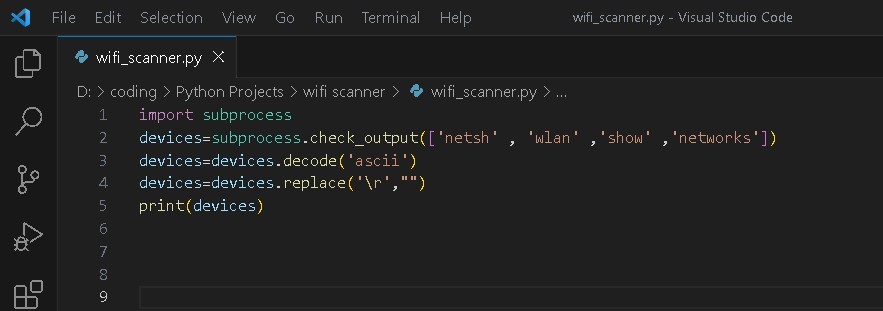 File Edit Selection View Go Run Terminal Help wifi_scanner.py - Visual Studio Code
wifi_scanner.py
D: > coding > Python Projects > wifi scanner > wifi_scanner.py > ...
1 import subprocess
2 devices=subprocess.check_output(['netsh' , 'wlan' ,'show' ,'networks'])
3 devices=devices.decode('ascii')
4 devices=devices.replace('\r',"")
5 print(devices)
6
7
8
9